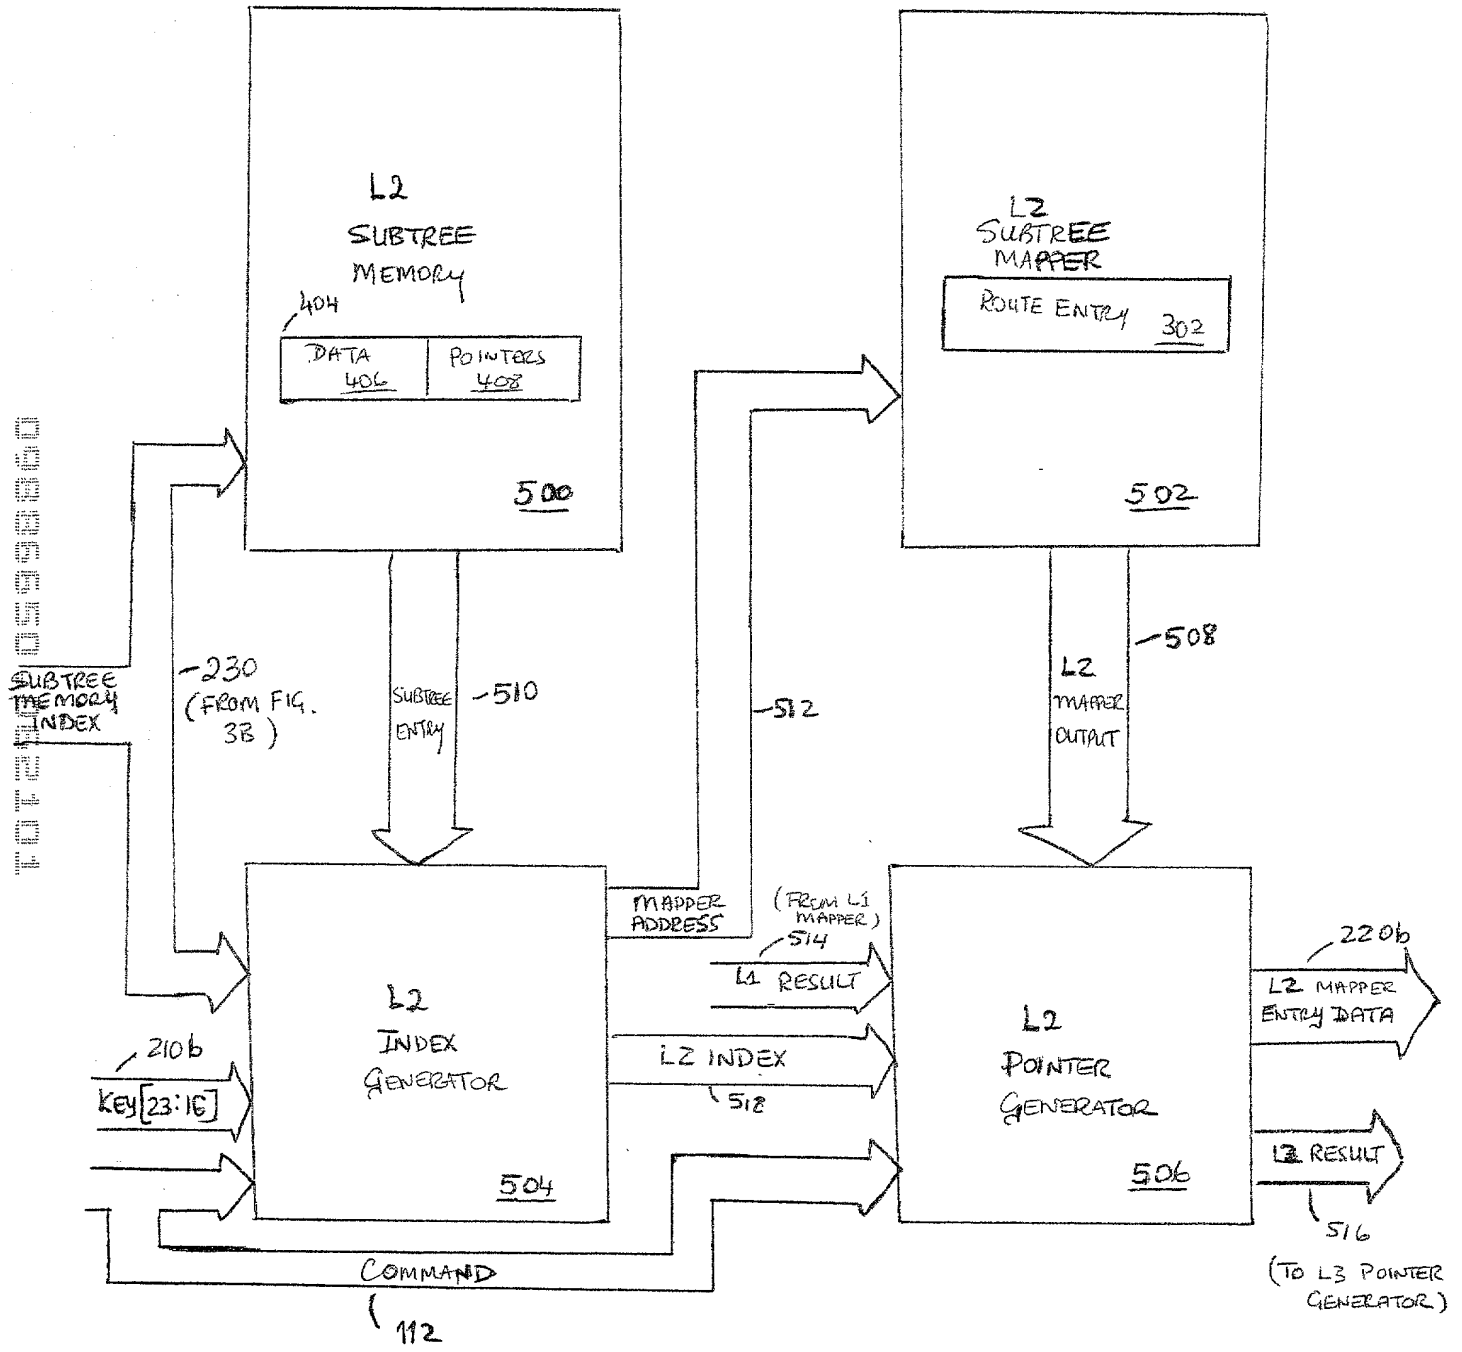 L2
SUBTREE
MEMORY
404
DATA
406
POINTERS
408
500
L2
SUBTREE
MAPPER
ROUTE ENTRY
302
502
SUBTREE
MEMORY
INDEX
230
(FROM FIG.
3B)
SUBTREE
ENTRY
510
512
508
L2
MAPPER
OUTPUT
MAPPER
ADDRESS
(FROM L1
MAPPER)
514
L1 RESULT
220b
L2 MAPPER
ENTRY DATA
L2
INDEX
GENERATOR
504
210b
KEY[23:16]
L2 INDEX
518
L2
POINTER
GENERATOR
506
RESULT
516
(TO L3 POINTER
GENERATOR)
COMMAND
112